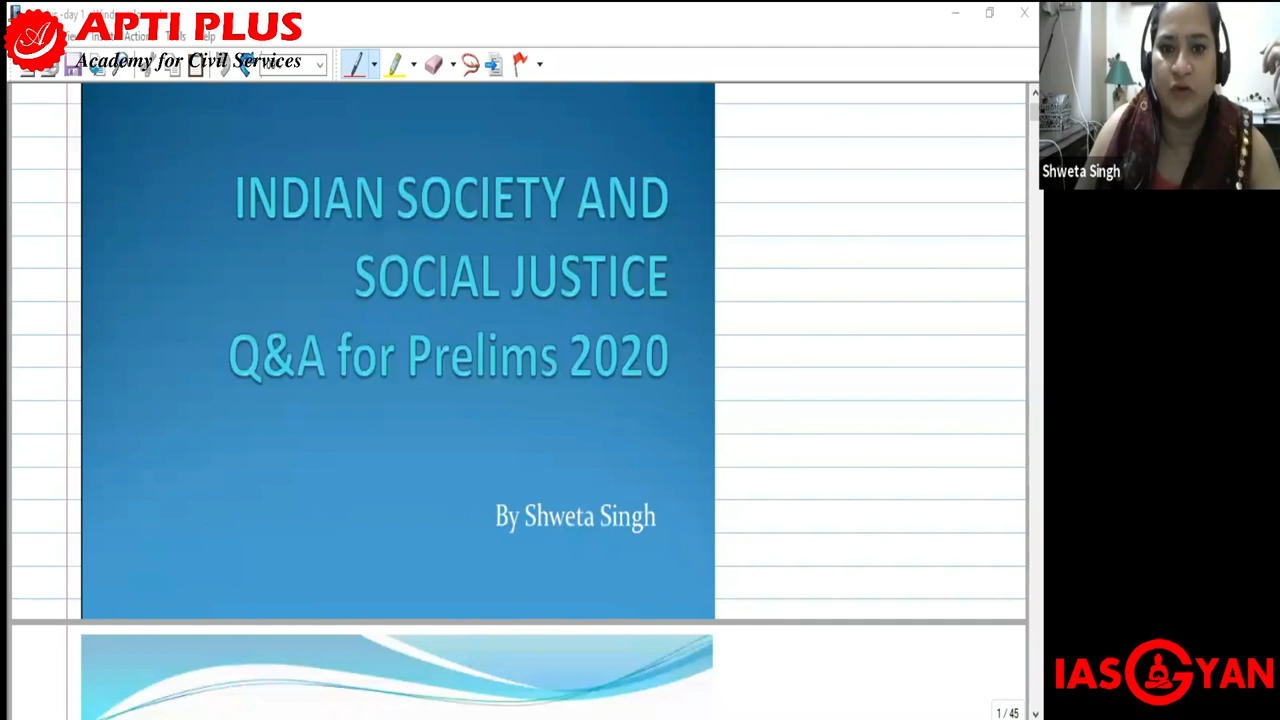 APTI PLUS
Academy for Civil Services
INDIAN SOCIETY AND
SOCIAL JUSTICE
Q&A for Prelims 2020
By Shweta Singh
Shweta Singh
IAS GYAN
1 / 45